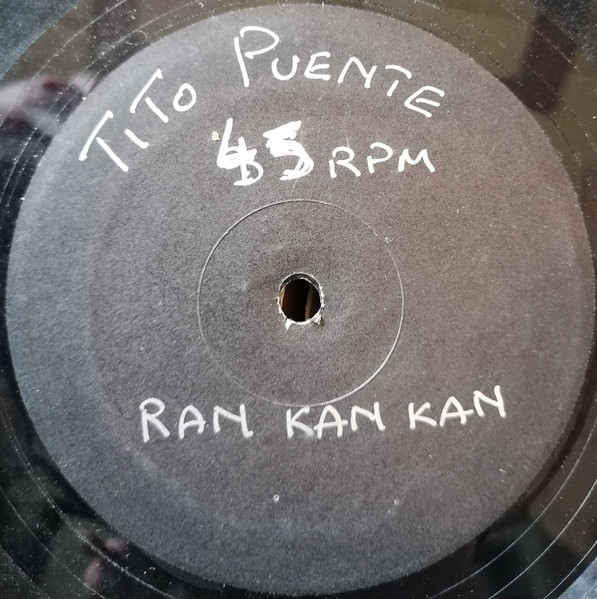 TITO PUENTE
45 RPM
RAN KAN KAN